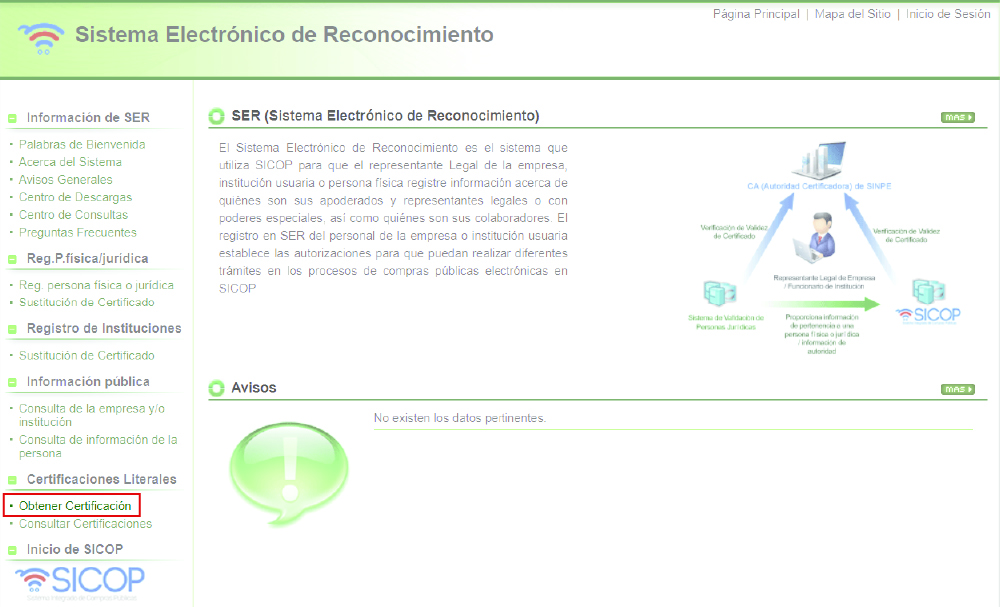 Página Principal | Mapa del Sitio | Inicio de Sesión
Sistema Electrónico de Reconocimiento
Información de SER
Palabras de Bienvenida
Acerca del Sistema
Avisos Generales
Centro de Descargas
Centro de Consultas
Preguntas Frecuentes
Reg.P.física/juridica
Reg. persona física o jurídica
Sustitución de Certificado
Registro de Instituciones
Sustitución de Certificado
Información pública
Consulta de la empresa y/o
institución
Consulta de información de la
persona
Certificaciones Literales
Obtener Certificación
Consultar Certificaciones
Inicio de SICOP
SICOP
Sistema Integrado de Compras Públicas
SER (Sistema Electrónico de Reconocimiento)
MAS
El Sistema Electrónico de Reconocimiento es el sistema que
utiliza SICOP para que el representante Legal de la empresa,
institución usuaria o persona física registre información acerca de
quiénes son sus apoderados y representantes legales o con
poderes especiales, así como quiénes son sus colaboradores. El
registro en SER del personal de la empresa o institución usuaria
establece las autorizaciones para que puedan realizar diferentes
trámites en los procesos de compras públicas electrónicas en
SICOP
CA (Autoridad Certificadora) de SINPE
Verificación de Validez
de Certificado
Verificación de Validez
de Certificado
Representante Legal de Empresa
/ Funcionario de Institución
Sistema de Validación de
Personas Jurídicas
Proporciona información
de pertenencia a una
persona física o jurídica
/ información de
autoridad
SICOP
Avisos
MAS
No existen los datos pertinentes.